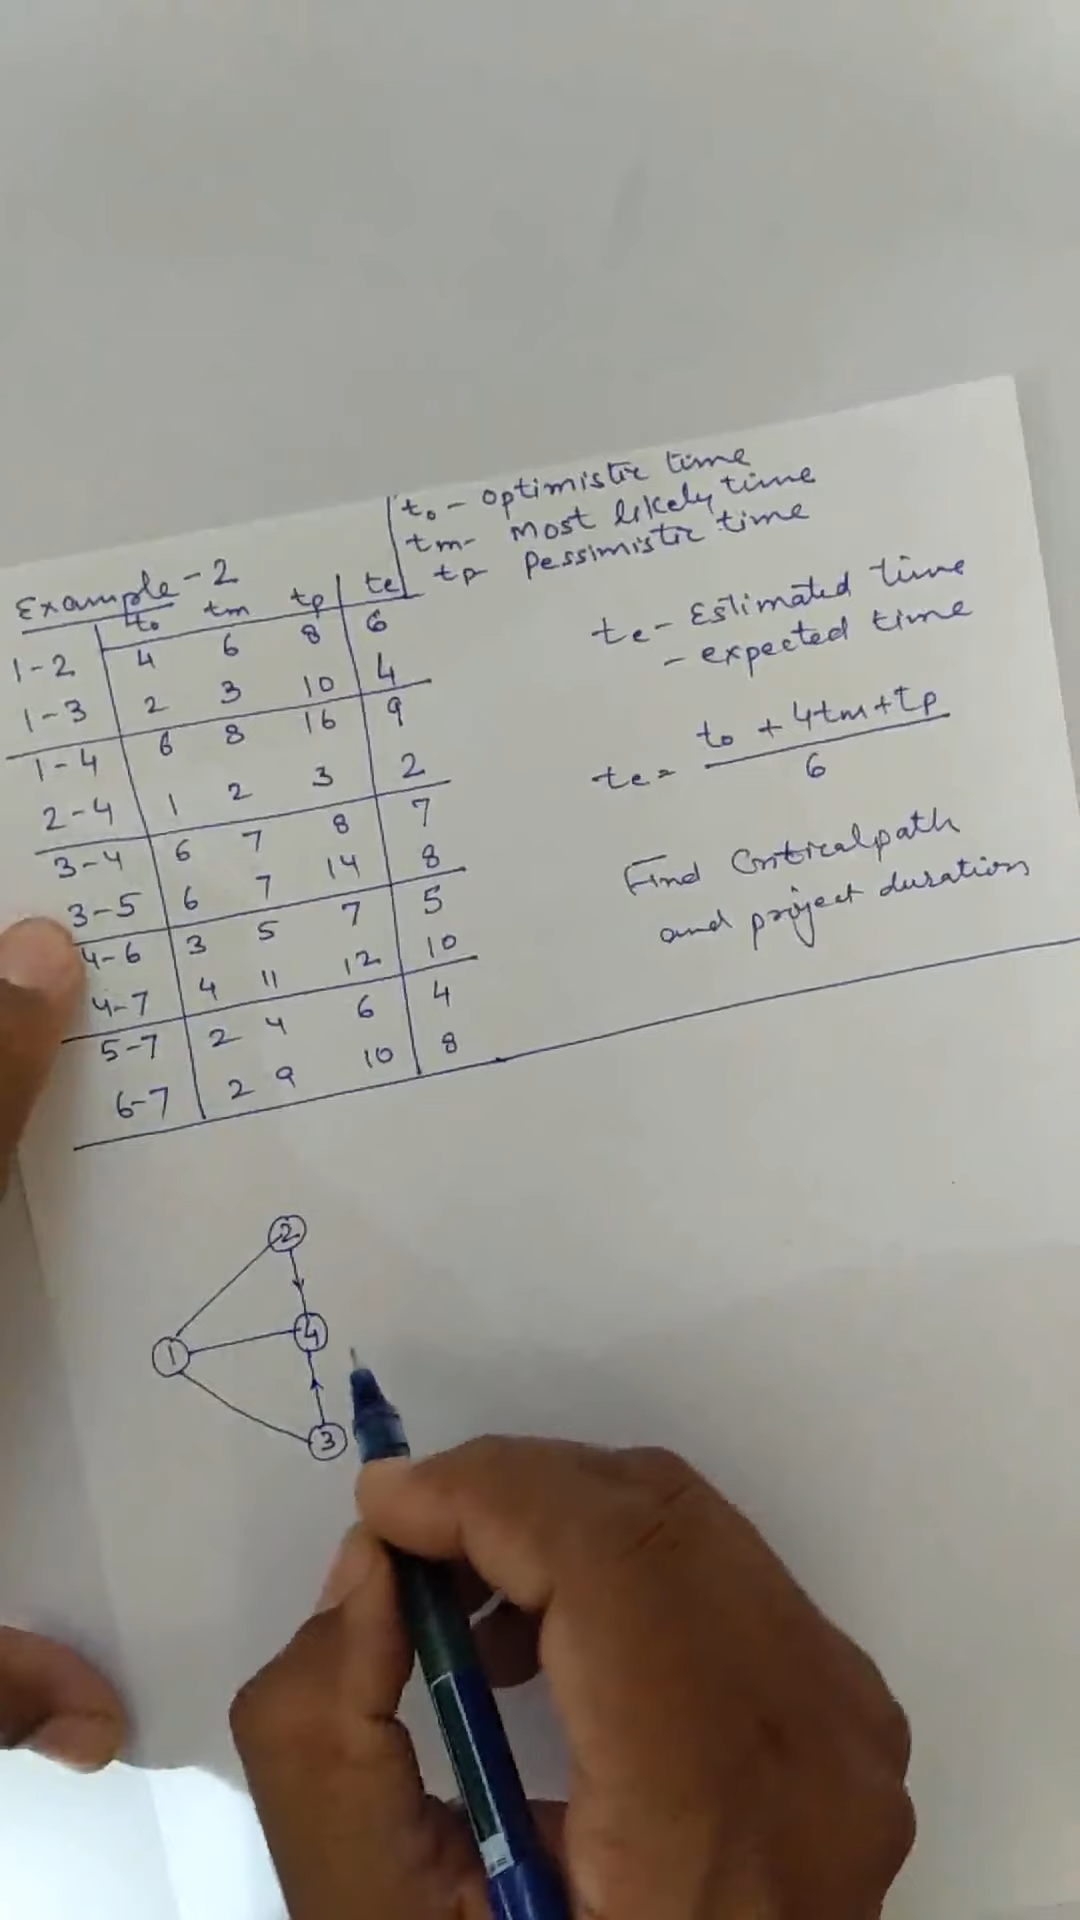 Example-2
to tm tp te
1-2 4 6 8 6
1-3 2 3 10 4
1-4 6 8 16 9
2-4 1 2 3 2
3-4 6 7 8 7
3-5 6 7 14 8
4-6 3 5 7 5
4-7 4 11 12 10
5-7 2 4 6 4
6-7 2 9 10 8
to - optimistic time
tm - Most likely time
tp Pessimistic time
te - Estimated time
- expected time
te = to + 4tm + tp
6
Find Critical path
and project duration
2
1
4
3